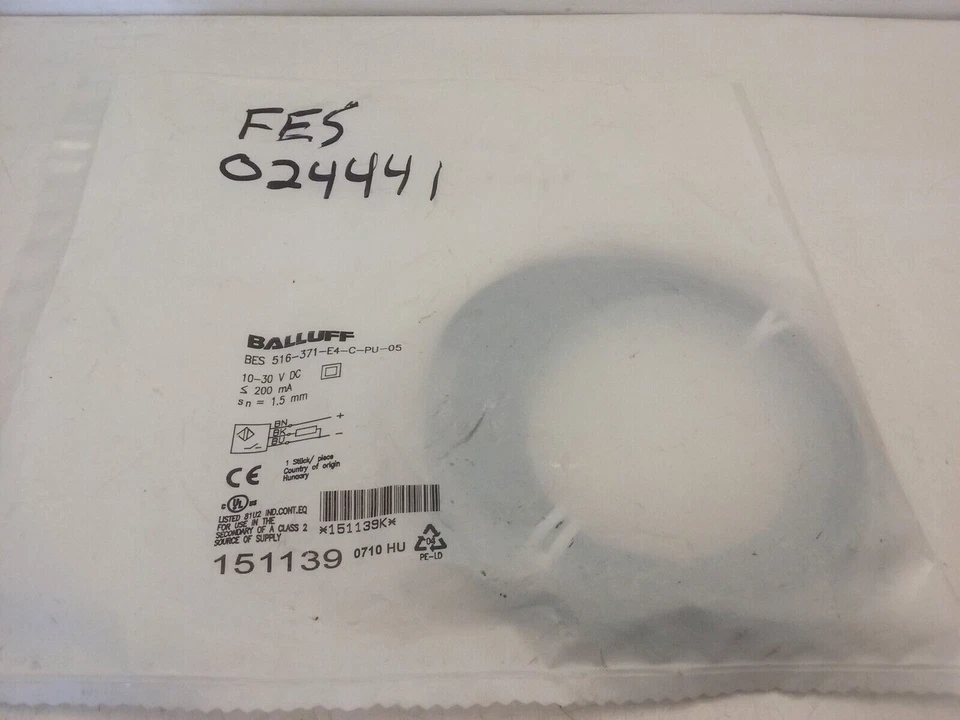 FES
024441
BALLUFF
BES 516-371-E4-C-PU-05
10-30 V DC
≤ 200 mA
sn = 1.5 mm
BN +
BK
BU -
1 Stück/ piece
Country of origin
Hungary
CE
c UL us
LISTED 81U2 IND.CONT.EQ
FOR USE IN THE
SECONDARY OF A CLASS 2
SOURCE OF SUPPLY
*151139K*
151139 0710 HU
04
PE-LD